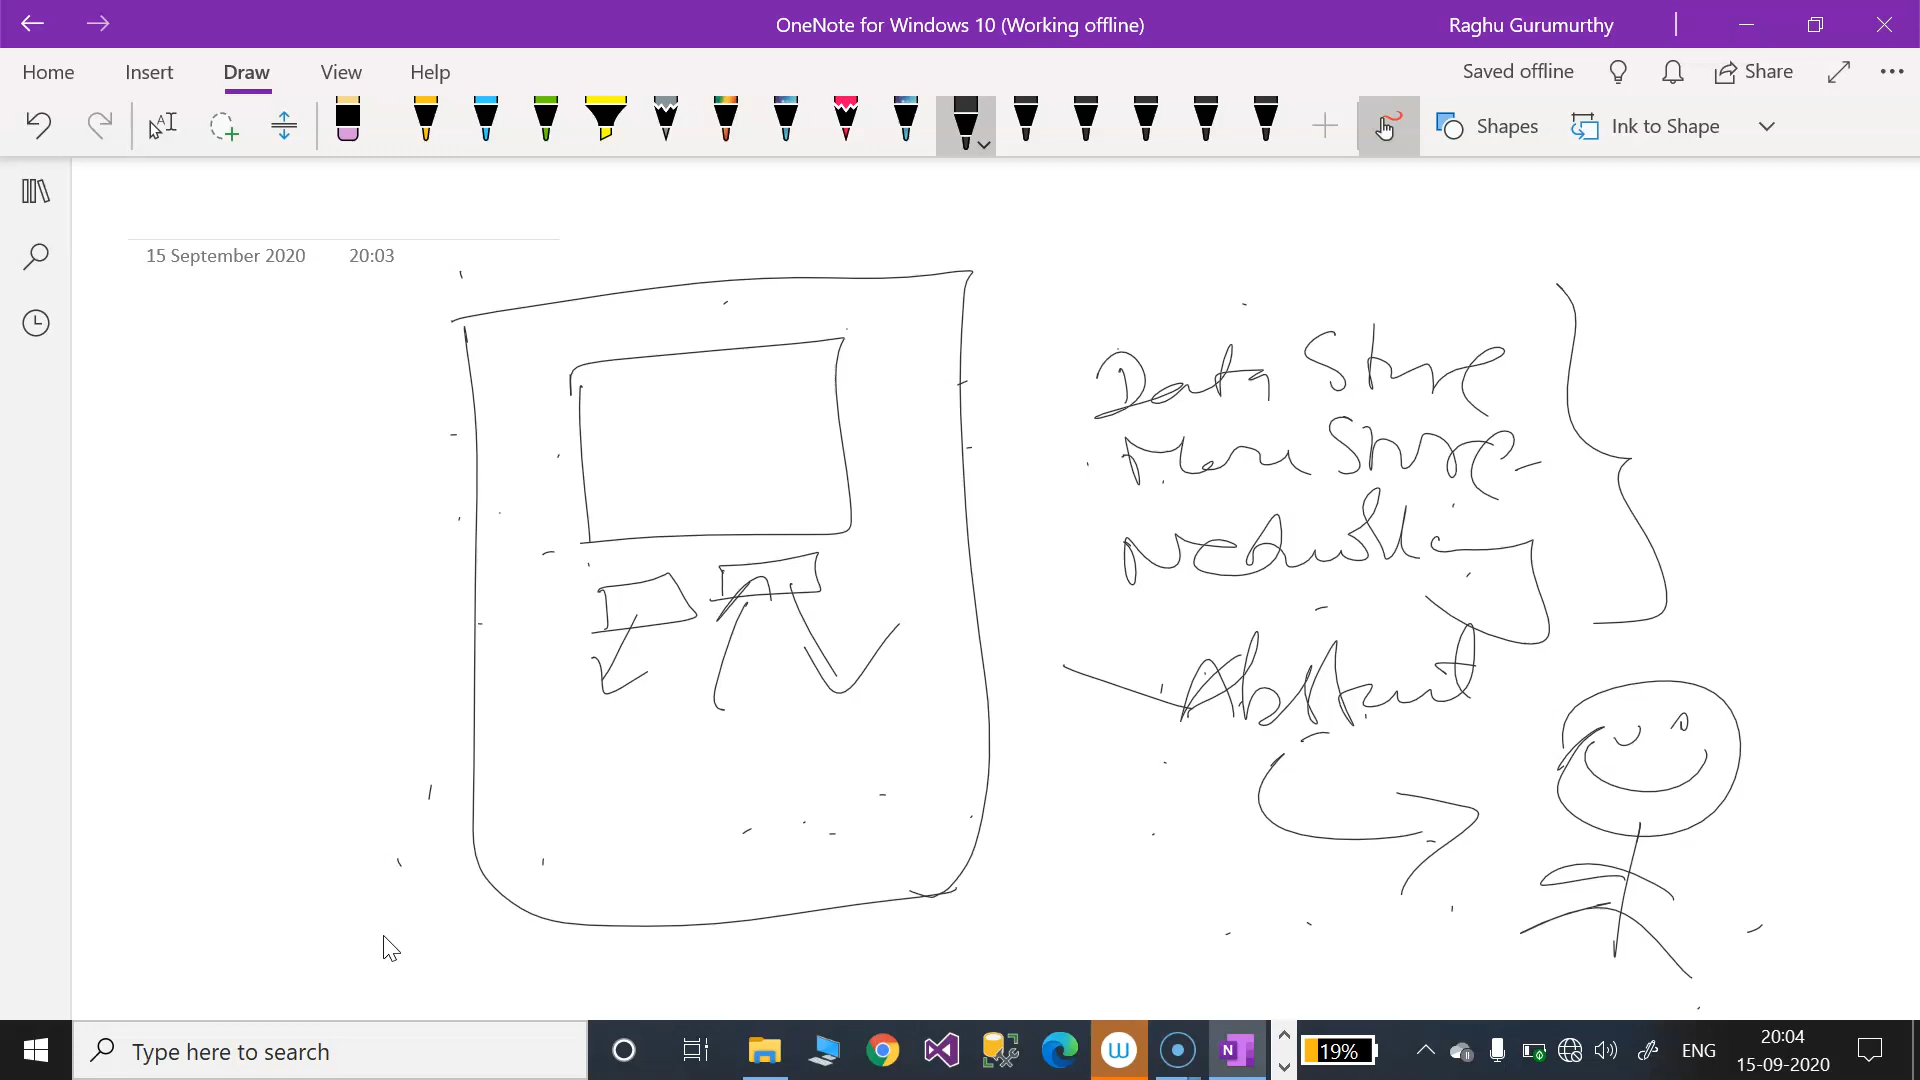 OneNote for Windows 10 (Working offline)
Raghu Gurumurthy
Home Insert Draw View Help
Saved offline Share
Shapes Ink to Shape
15 September 2020 20:03
Data Store
Abstract
Type here to search
19%
ENG
20:04
15-09-2020